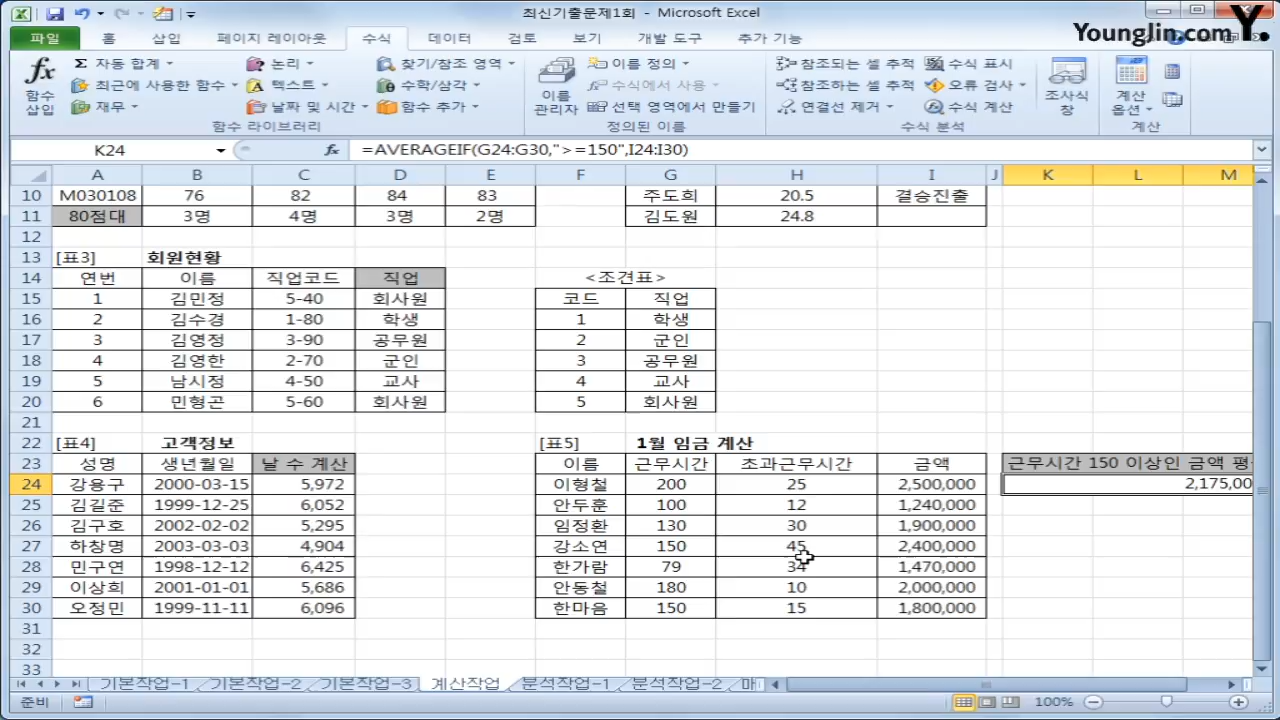 최신기출문제1회 - Microsoft Excel
Younglin.com Y.
파일 홈 삽입 페이지 레이아웃 수식 데이터 검토 보기 개발 도구 추가 기능
Σ 자동 합계 논리 찾기/참조 영역 이름 정의 참조되는 셀 추적 수식 표시
fx 최근에 사용한 함수 텍스트 수학/삼각 수식에서 사용 참조하는 셀 추적 오류 검사
함수 삽입 재무 날짜 및 시간 함수 추가 이름 관리자 선택 영역에서 만들기 연결선 제거 수식 계산 조사식 창 계산 옵션
함수 라이브러리 정의된 이름 수식 분석 계산
K24 fx =AVERAGEIF(G24:G30,">=150",I24:I30)
A B C D E F G H I J K L M
10 M030108 76 82 84 83 주도희 20.5 결승진출
11 80점대 3명 4명 3명 2명 김도원 24.8
12
13 [표3] 회원현황
14 연번 이름 직업코드 직업 <조견표>
15 1 김민정 5-40 회사원 코드 직업
16 2 김수경 1-80 학생 1 학생
17 3 김영정 3-90 공무원 2 군인
18 4 김영한 2-70 군인 3 공무원
19 5 남시정 4-50 교사 4 교사
20 6 민형곤 5-60 회사원 5 회사원
21
22 [표4] 고객정보 [표5] 1월 임금 계산
23 성명 생년월일 날 수 계산 이름 근무시간 초과근무시간 금액 근무시간 150 이상인 금액 평
24 강용구 2000-03-15 5,972 이형철 200 25 2,500,000 2,175,00
25 김길준 1999-12-25 6,052 안두훈 100 12 1,240,000
26 김구호 2002-02-02 5,295 임정환 130 30 1,900,000
27 하창명 2003-03-03 4,904 강소연 150 45 2,400,000
28 민구연 1998-12-12 6,425 한가람 79 34 1,470,000
29 이상희 2001-01-01 5,686 안동철 180 10 2,000,000
30 오정민 1999-11-11 6,096 한마음 150 15 1,800,000
31
32
33
기본작업-1 기본작업-2 기본작업-3 계산작업 분석작업-1 분석작업-2
준비 100%